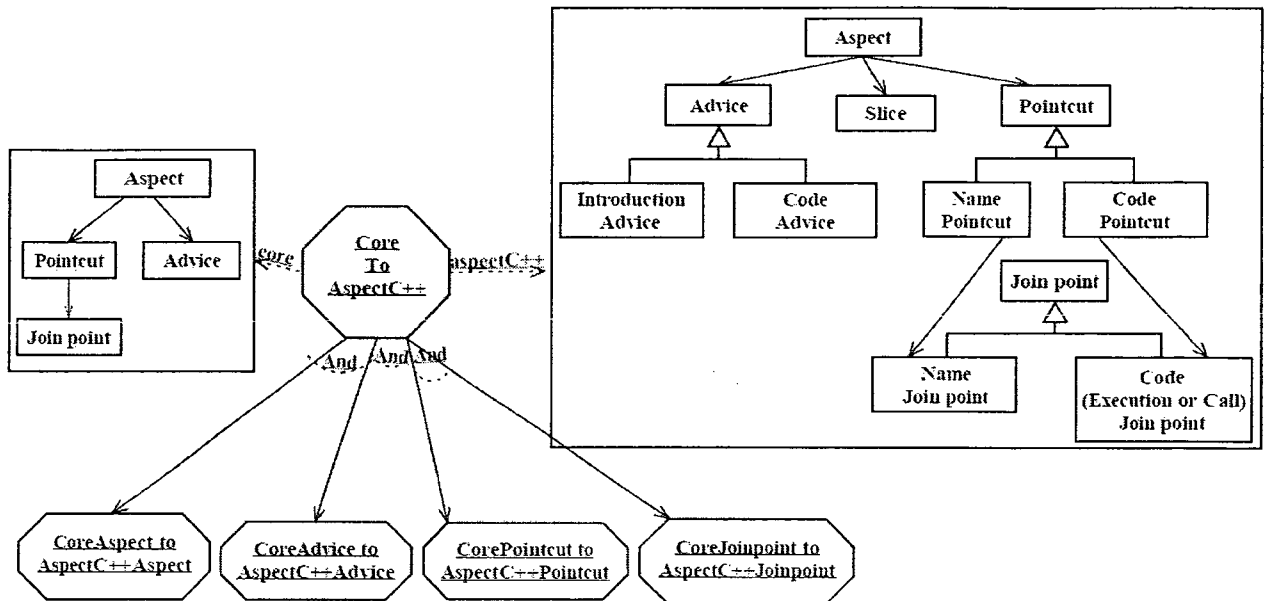 Aspect
Advice
Slice
Pointcut
Introduction
Advice
Code
Advice
Name
Pointcut
Code
Pointcut
Join point
Name
Join point
Code
(Execution or Call)
Join point
Aspect
Pointcut
Advice
Join point
core
Core
To
AspectC++
aspectC++
And
And
And
CoreAspect to
AspectC++Aspect
CoreAdvice to
AspectC++Advice
CorePointcut to
AspectC++Pointcut
CoreJoinpoint to
AspectC++Joinpoint